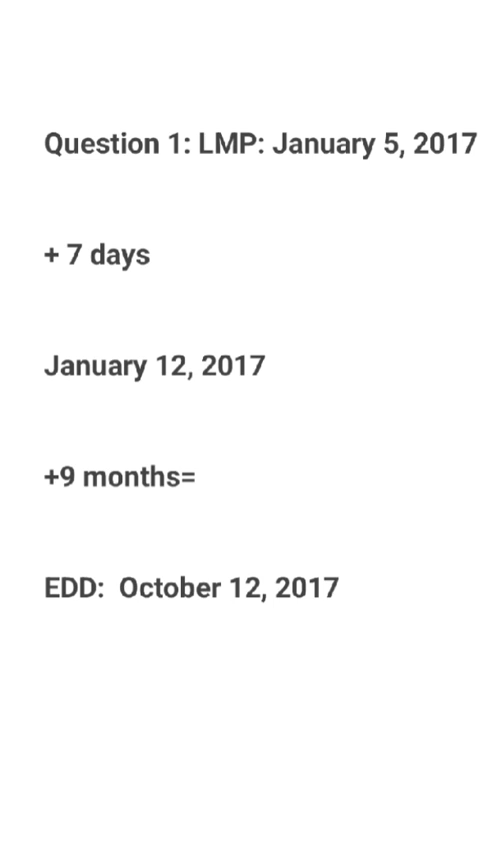 Question 1: LMP: January 5, 2017
+ 7 days
January 12, 2017
+9 months=
EDD:  October 12, 2017